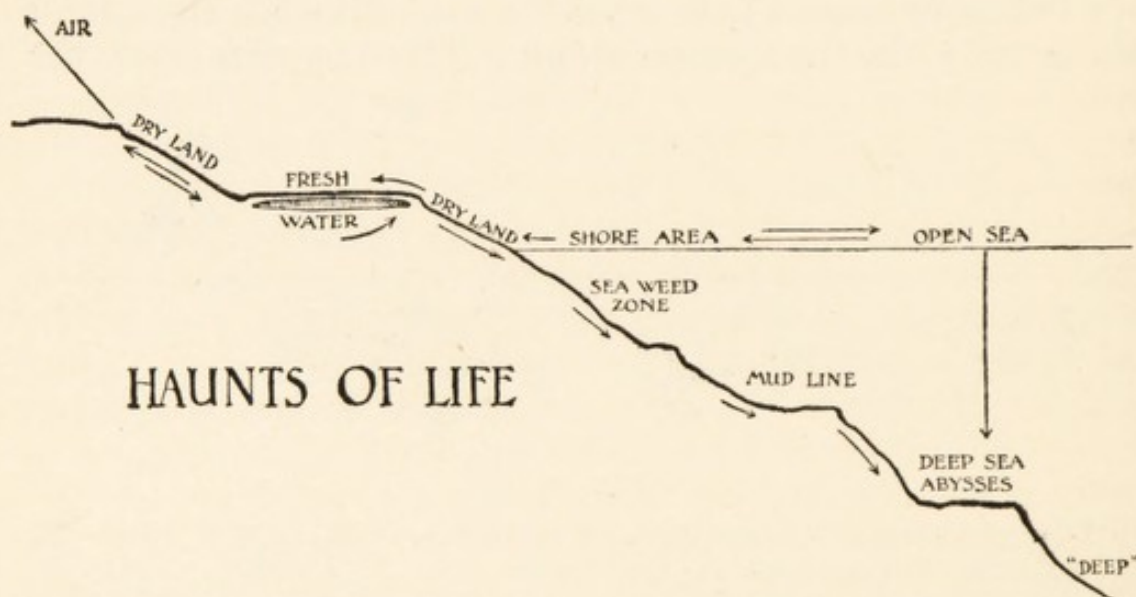 AIR
DRY LAND
FRESH
WATER
DRY LAND
SHORE AREA
OPEN SEA
SEA WEED
ZONE
HAUNTS OF LIFE
MUD LINE
DEEP SEA
ABYSSES
"DEEP"